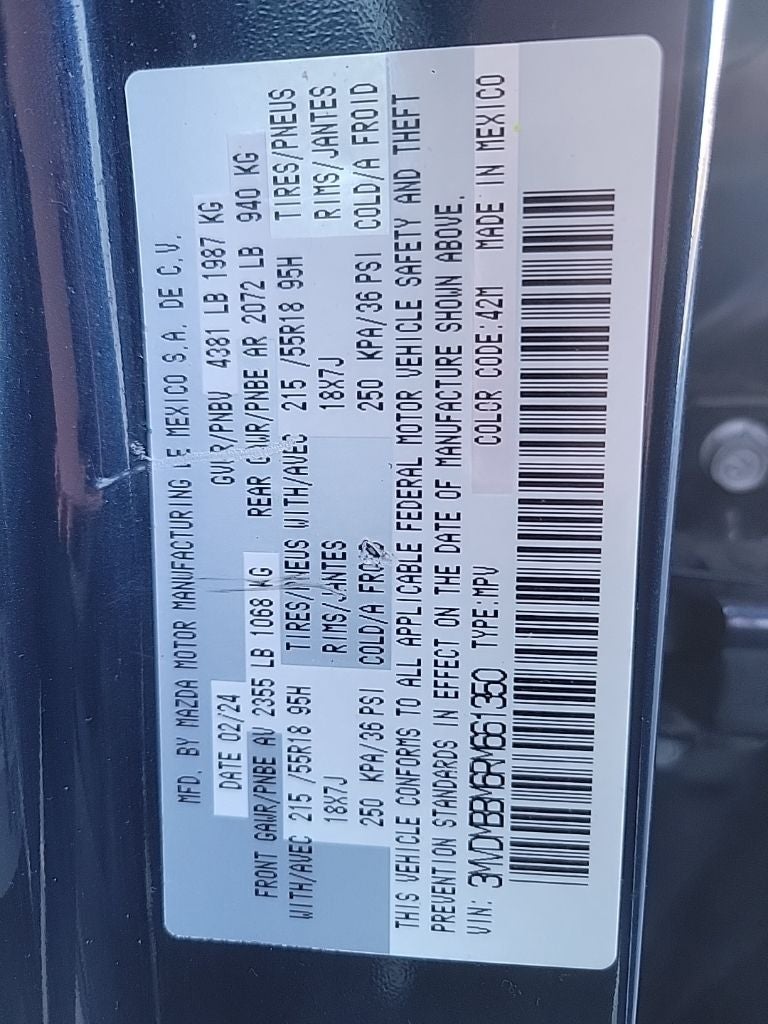 MFD. BY MAZDA MOTOR MANUFACTURING DE MEXICO S.A. DE C.V.
DATE 02/24 GVWR/PNBV 4381 LB 1987 KG
FRONT GAWR/PNBE AV 2355 LB 1068 KG REAR GAWR/PNBE AR 2072 LB 940 KG
WITH/AVEC 215 /55R18 95H TIRES/PNEUS WITH/AVEC 215 /55R18 95H TIRES/PNEUS
18X7J RIMS/JANTES 18X7J RIMS/JANTES
250 KPA/36 PSI COLD/A FROID 250 KPA/36 PSI COLD/A FROID
THIS VEHICLE CONFORMS TO ALL APPLICABLE FEDERAL MOTOR VEHICLE SAFETY AND THEFT
PREVENTION STANDARDS IN EFFECT ON THE DATE OF MANUFACTURE SHOWN ABOVE.
VIN: 3MVDMBBM6RM661350 TYPE:MPV COLOR CODE:42M MADE IN MEXICO